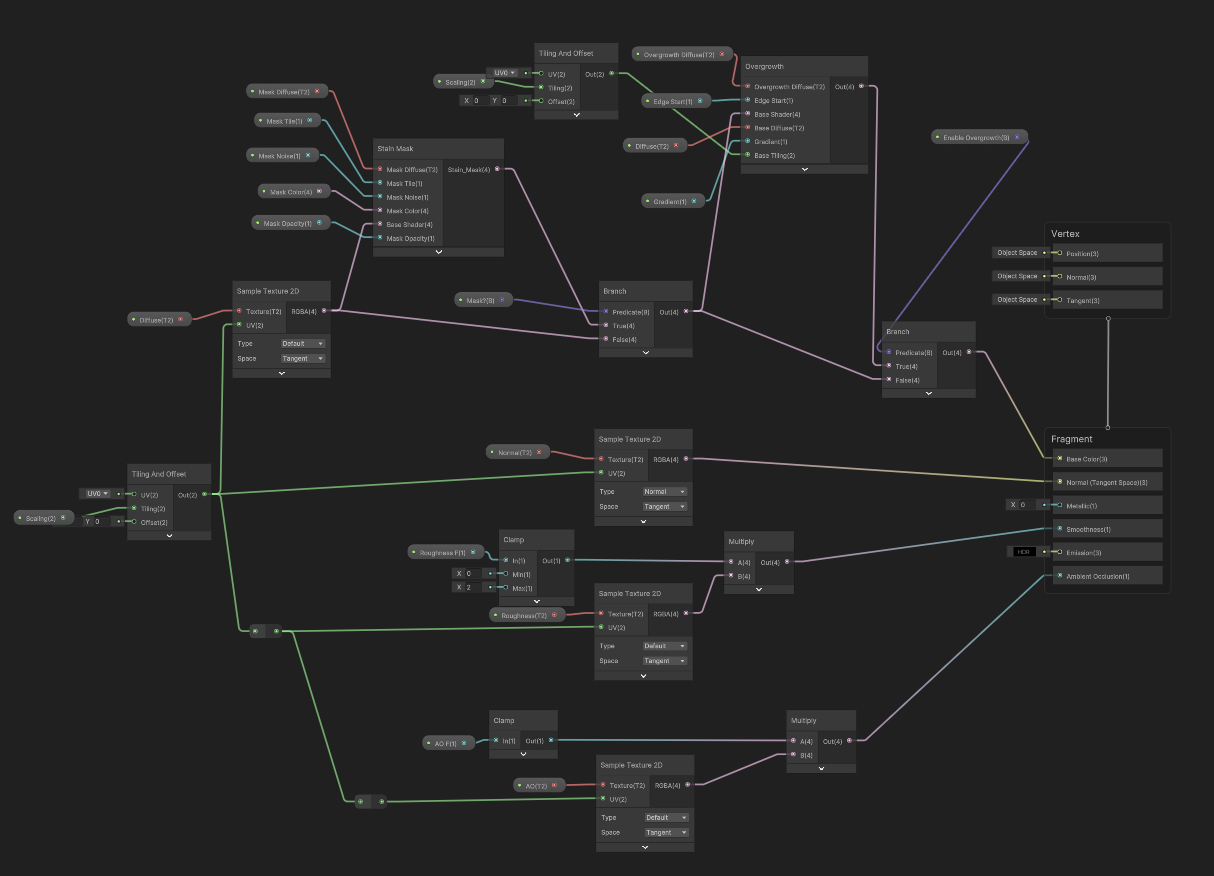 Tiling And Offset
UV0
UV(2)
Out(2)
Scaling(2)
Tiling(2)
X 0 Y 0
Offset(2)
Overgrowth Diffuse(T2)
Edge Start(1)
Diffuse(T2)
Gradient(1)
Overgrowth
Overgrowth Diffuse(T2)
Out(4)
Edge Start(1)
Base Shader(4)
Base Diffuse(T2)
Gradient(1)
Base Tiling(2)
Enable Overgrowth(B)
Mask Diffuse(T2)
Mask Tile(1)
Mask Noise(1)
Mask Color(4)
Mask Opacity(1)
Stain Mask
Mask Diffuse(T2)
Stain_Mask(4)
Mask Tile(1)
Mask Noise(1)
Mask Color(4)
Base Shader(4)
Mask Opacity(1)
Diffuse(T2)
Sample Texture 2D
Texture(T2)
RGBA(4)
UV(2)
Type Default
Space Tangent
Mask?(B)
Branch
Predicate(B)
Out(4)
True(4)
False(4)
Branch
Predicate(B)
Out(4)
True(4)
False(4)
Vertex
Object Space
Position(3)
Object Space
Normal(3)
Object Space
Tangent(3)
Tiling And Offset
UV0
UV(2)
Out(2)
Scaling(2)
Tiling(2)
Y 0
Offset(2)
Normal(T2)
Sample Texture 2D
Texture(T2)
RGBA(4)
UV(2)
Type Normal
Space Tangent
Fragment
Base Color(3)
Normal (Tangent Space)(3)
X 0
Metallic(1)
Smoothness(1)
HDR
Emission(3)
Ambient Occlusion(1)
Roughness F(1)
Clamp
In(1)
Out(1)
X 0
Min(1)
X 2
Max(1)
Roughness(T2)
Sample Texture 2D
Texture(T2)
RGBA(4)
UV(2)
Type Default
Space Tangent
Multiply
A(4)
Out(4)
B(4)
AO F(1)
Clamp
In(1)
Out(1)
AO(T2)
Sample Texture 2D
Texture(T2)
RGBA(4)
UV(2)
Type Default
Space Tangent
Multiply
A(4)
Out(4)
B(4)